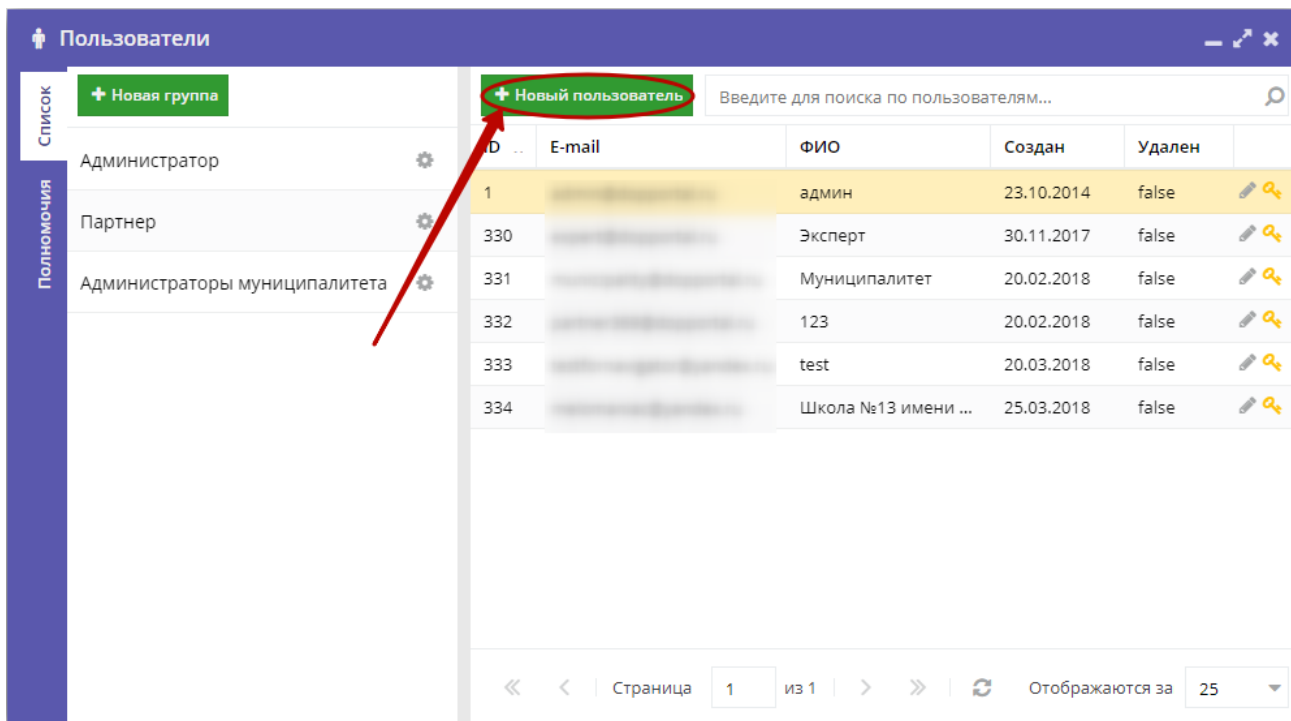 Пользователи
Список
Полномочия
+ Новая группа
Администратор
Партнер
Администраторы муниципалитета
+ Новый пользователь
Введите для поиска по пользователям...
ID .. E-mail ФИО Создан Удален
1 админ 23.10.2014 false
330 Эксперт 30.11.2017 false
331 Муниципалитет 20.02.2018 false
332 123 20.02.2018 false
333 test 20.03.2018 false
334 Школа №13 имени ... 25.03.2018 false
Страница 1 из 1 Отображаются за 25